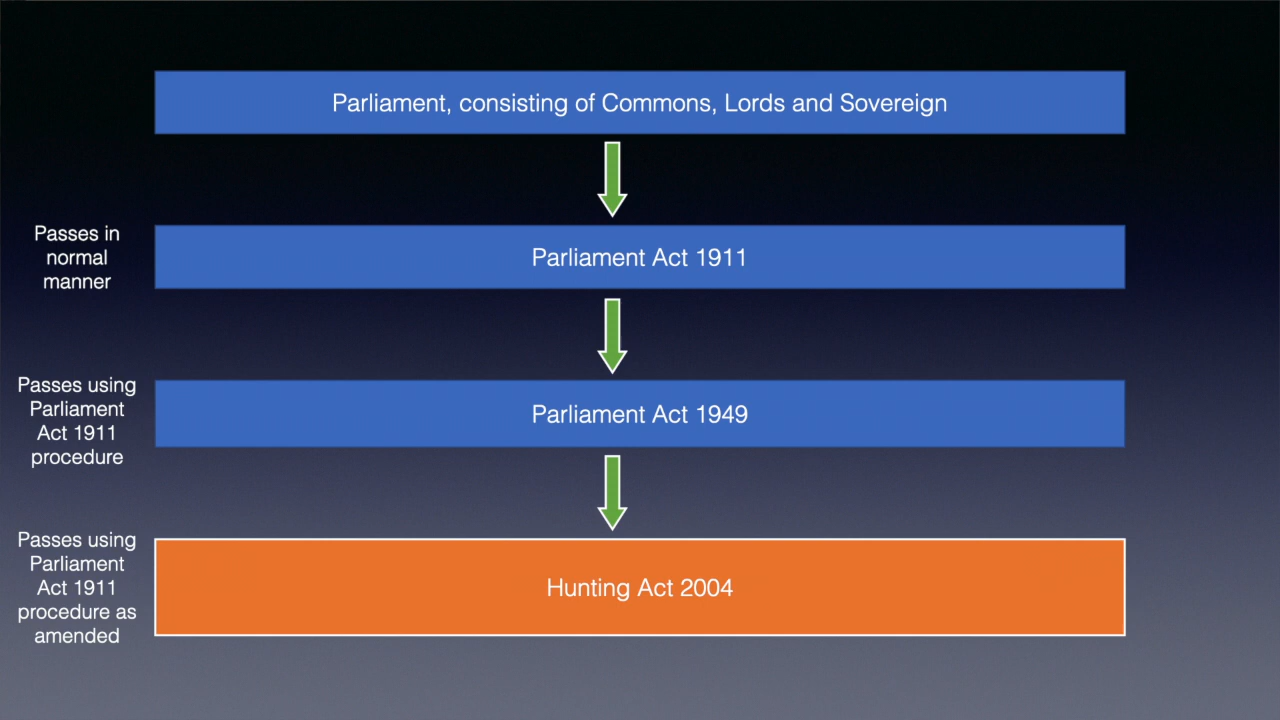 Parliament, consisting of Commons, Lords and Sovereign
Passes in
normal
manner
Parliament Act 1911
Passes using
Parliament
Act 1911
procedure
Parliament Act 1949
Passes using
Parliament
Act 1911
procedure as
amended
Hunting Act 2004